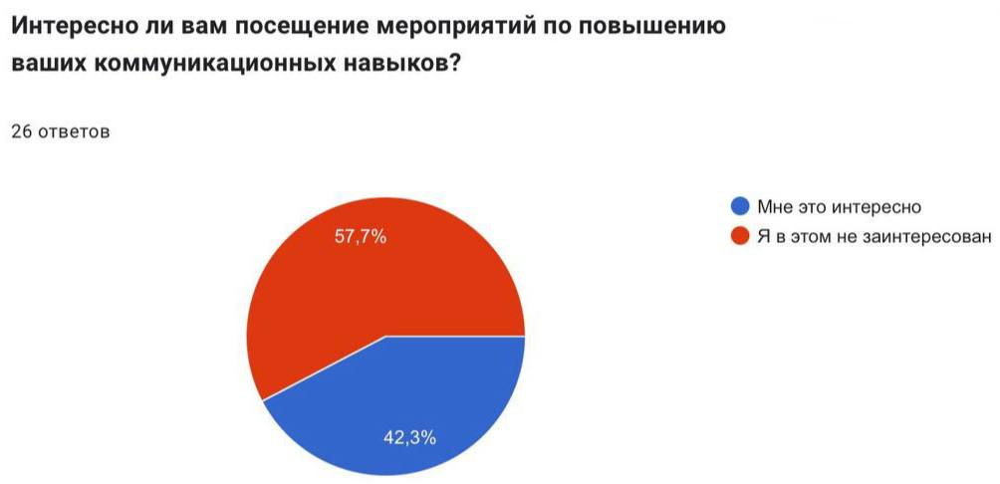 Интересно ли вам посещение мероприятий по повышению
ваших коммуникационных навыков?
26 ответов
57,7%
42,3%
Мне это интересно
Я в этом не заинтересован